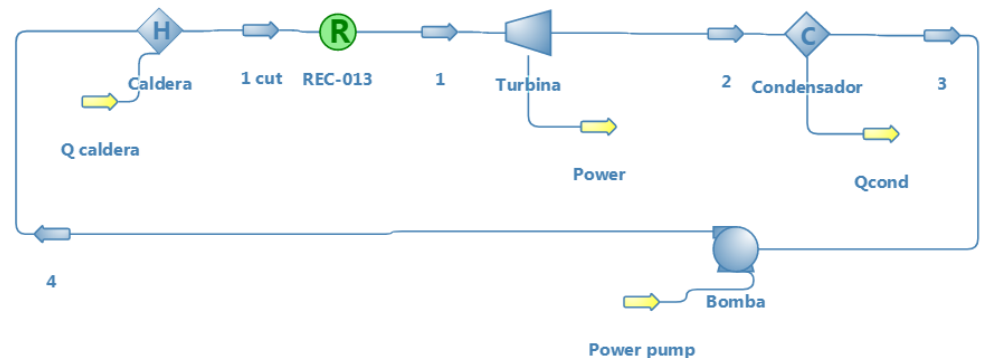 H
R
C
Caldera
1 cut
REC-013
1
Turbina
2
Condensador
3
Q caldera
Power
Qcond
4
Bomba
Power pump